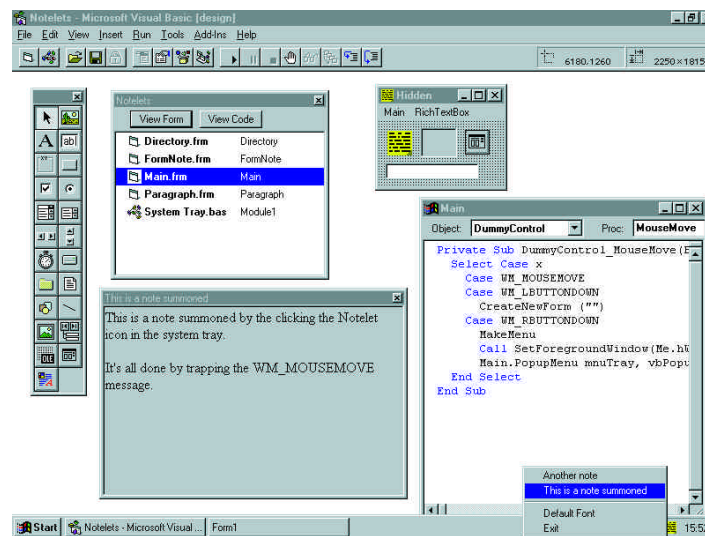 Notelets - Microsoft Visual Basic [design]
File Edit View Insert Run Tools Add-Ins Help
6180,1260 2250×1815
Notelets
View Form View Code
Directory.frm Directory
FormNote.frm FormNote
Main.frm Main
Paragraph.frm Paragraph
System Tray.bas Module1
Hidden
Main RichTextBox
A ab|
OLE
This is a note summoned
This is a note summoned by the clicking the Notelet
icon in the system tray.
It's all done by trapping the WM_MOUSEMOVE
message.
Main
Object: DummyControl Proc: MouseMove
Private Sub DummyControl_MouseMove(
Select Case x
Case WM_MOUSEMOVE
Case WM_LBUTTONDOWN
CreateNewForm ("")
Case WM_RBUTTONDOWN
MakeMenu
Call SetForegroundWindow(Me.hW
Main.PopupMenu mnuTray, vbPopu
End Select
End Sub
Another note
This is a note summoned
Default Font
Exit
Start Notelets - Microsoft Visual ... Form1 15:52